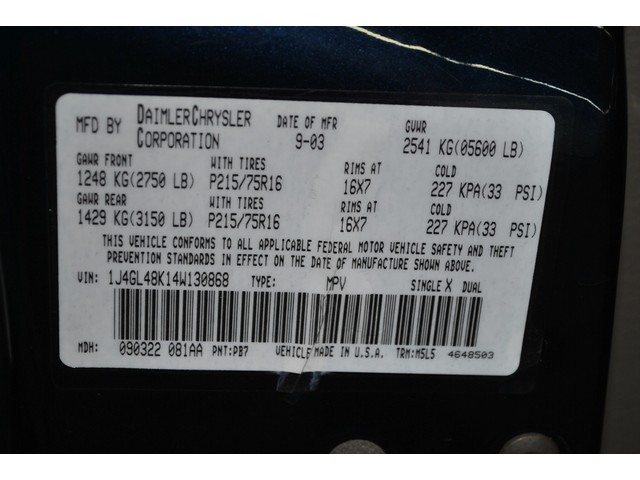 MFD BY DAIMLERCHRYSLER CORPORATION DATE OF MFR 9-03 GVWR 2541 KG(05600 LB)
GAWR FRONT WITH TIRES RIMS AT COLD
1248 KG(2750 LB) P215/75R16 16X7 227 KPA(33 PSI)
GAWR REAR WITH TIRES RIMS AT COLD
1429 KG(3150 LB) P215/75R16 16X7 227 KPA(33 PSI)
THIS VEHICLE CONFORMS TO ALL APPLICABLE FEDERAL MOTOR VEHICLE SAFETY AND THEFT
PREVENTION STANDARDS IN EFFECT ON THE DATE OF MANUFACTURE SHOWN ABOVE.
VIN: 1J4GL48K14W130868 TYPE: MPV SINGLE X DUAL
MDH: 090322 081AA PNT:PB7 VEHICLE MADE IN U.S.A. TRM:M5L5 4648503